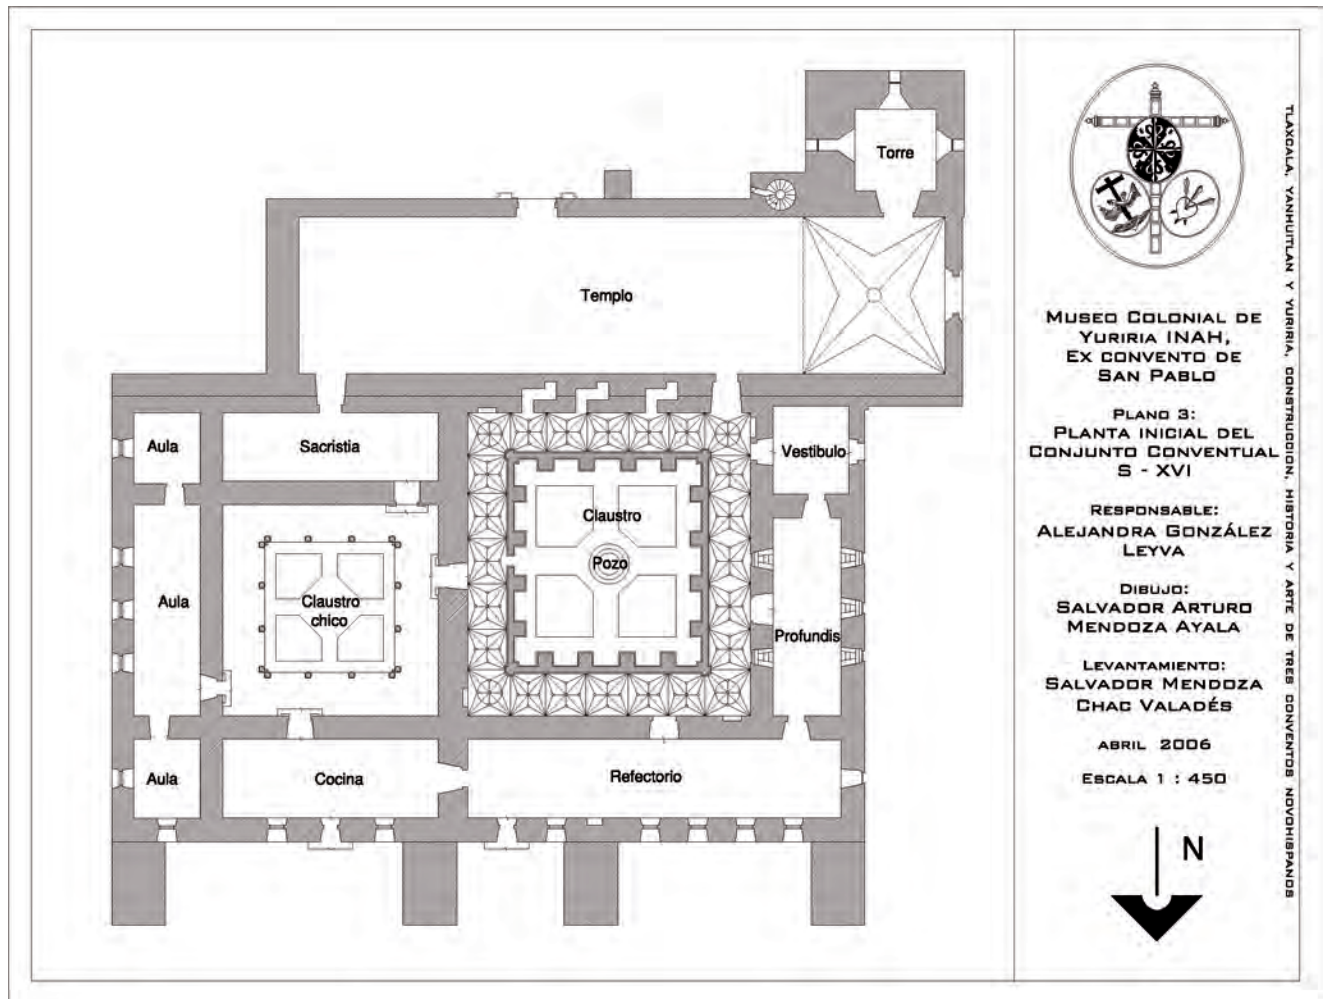 Torre
Templo
Aula
Sacristia
Vestibulo
Claustro
Pozo
Aula
Claustro
chico
Profundis
Aula
Cocina
Refectorio
MUSEO COLONIAL DE
YURIRIA INAH,
EX CONVENTO DE
SAN PABLO
PLANO 3:
PLANTA INICIAL DEL
CONJUNTO CONVENTUAL
S - XVI
RESPONSABLE:
ALEJANDRA GONZÁLEZ
LEYVA
DIBUJO:
SALVADOR ARTURO
MENDOZA AYALA
LEVANTAMIENTO:
SALVADOR MENDOZA
CHAC VALADÉS
ABRIL 2006
ESCALA 1 : 450
N
TLAXCALA, YANHUITLAN Y YURIRIA, CONSTRUCCION, HISTORIA Y ARTE DE TRES CONVENTOS NOVOHISPANOS